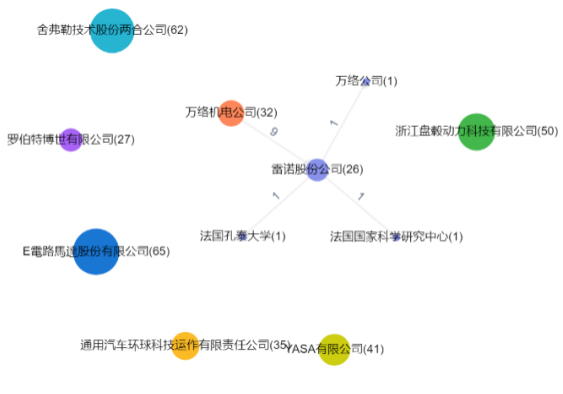 舍弗勒技术股份两合公司(62)
万络公司(1)
万络机电公司(32)
9
1
浙江盘毂动力科技有限公司(50)
罗伯特博世有限公司(27)
雷诺股份公司(26)
1
1
法国孔泰大学(1)
法国国家科学研究中心(1)
E電路馬達股份有限公司(65)
通用汽车环球科技运作有限责任公司(35)
YASA有限公司(41)